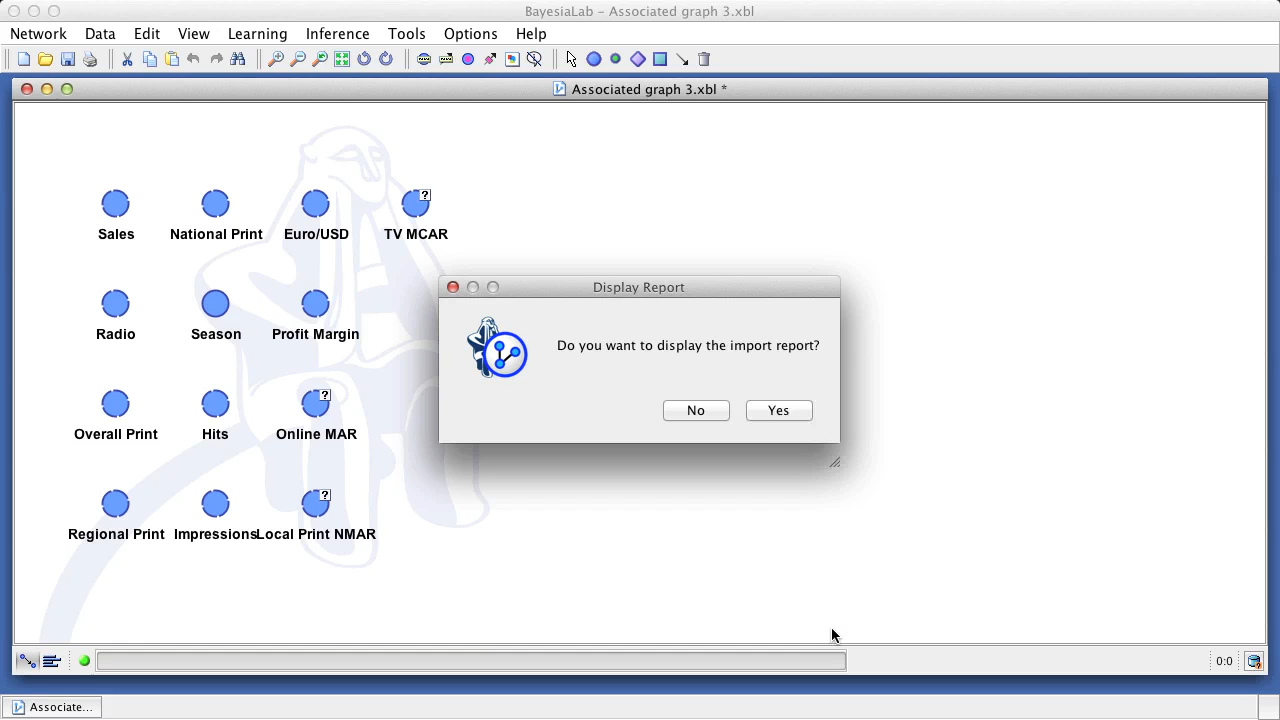 BayesiaLab - Associated graph 3.xbl
Network Data Edit View Learning Inference Tools Options Help
Associated graph 3.xbl *
?
Sales National Print Euro/USD TV MCAR
Display Report
Radio Season Profit Margin
Do you want to display the import report?
?
No Yes
Overall Print Hits Online MAR
?
Regional Print Impressions Local Print NMAR
0:0
Associate...